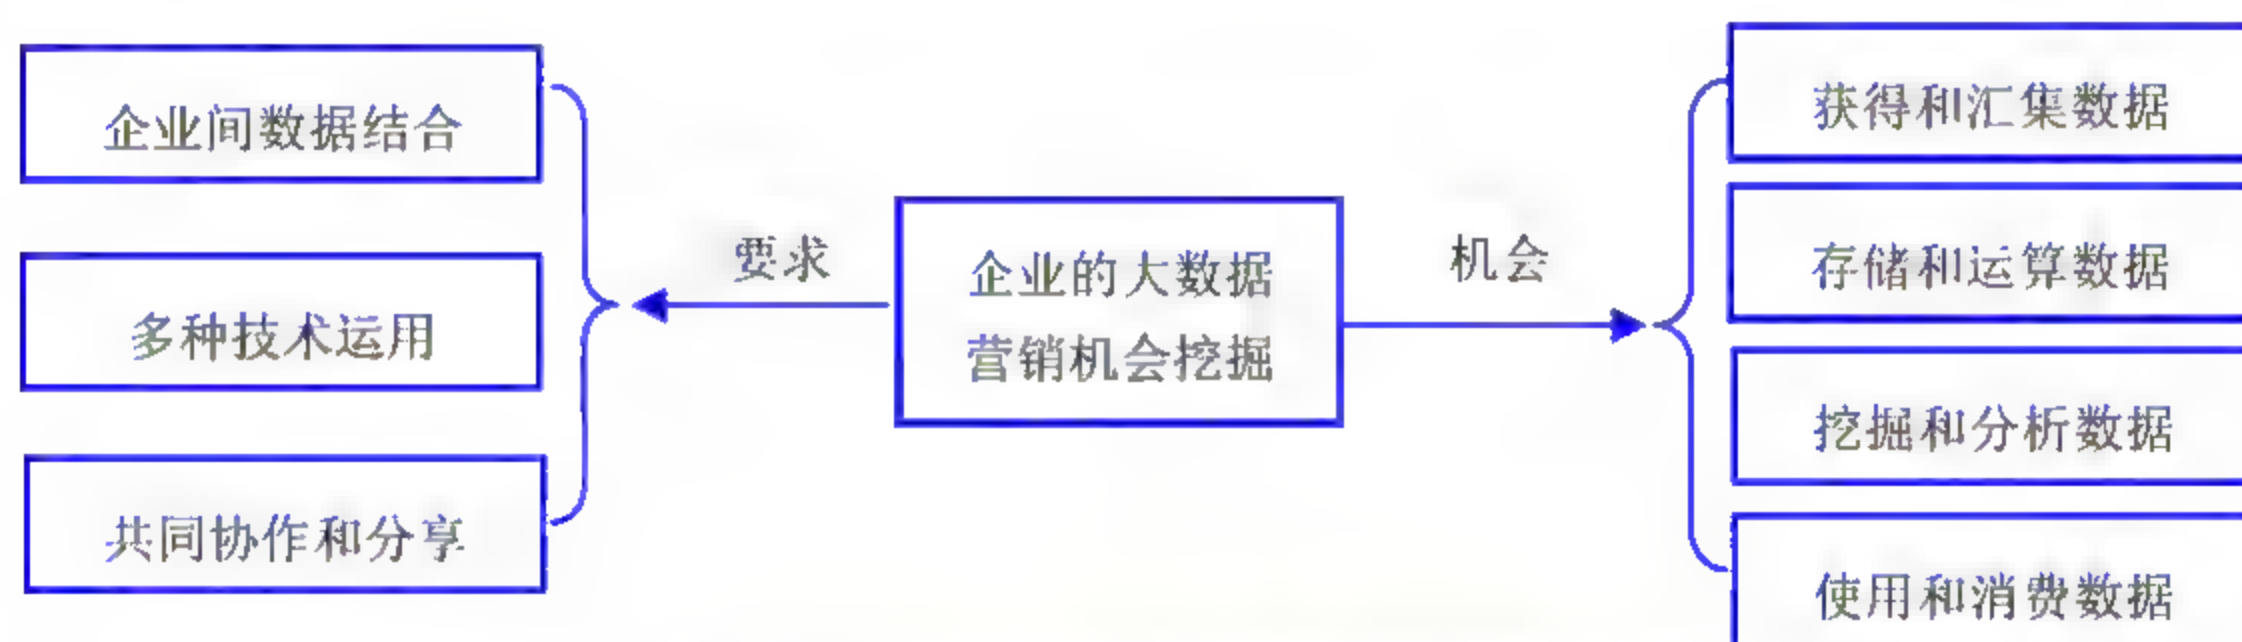 企业间数据结合
多种技术运用
共同协作和分享
要求
企业的大数据
营销机会挖掘
机会
获得和汇集数据
存储和运算数据
挖掘和分析数据
使用和消费数据